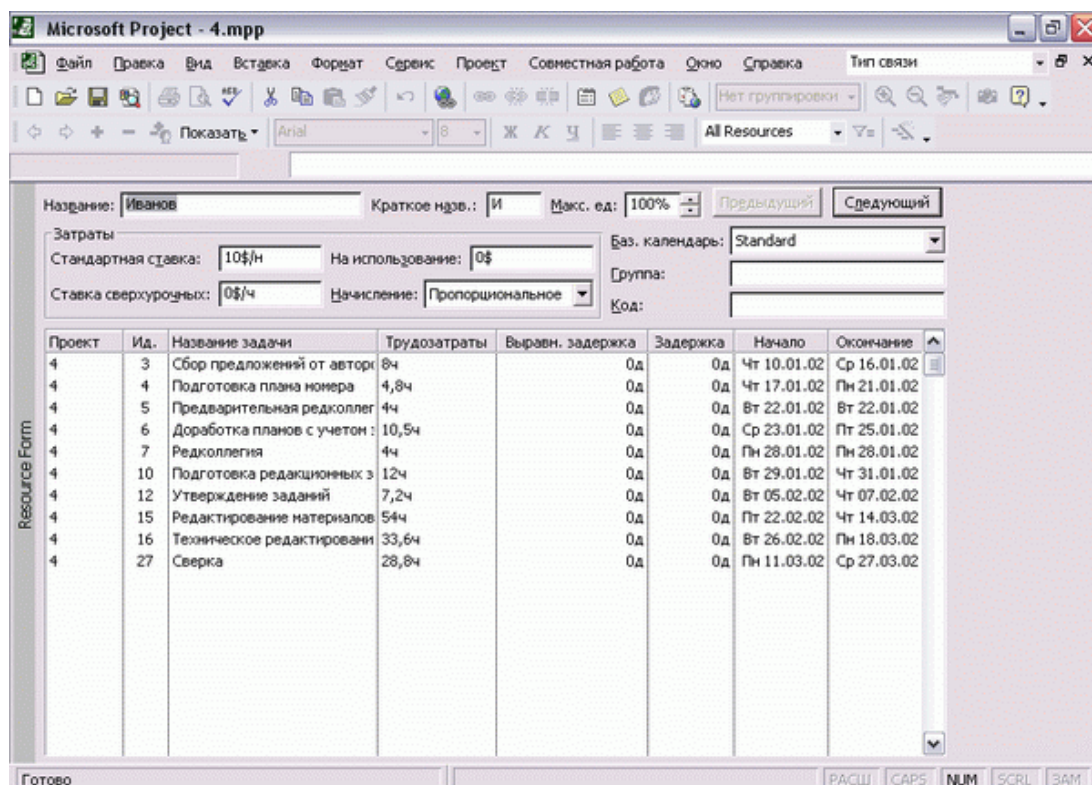 Microsoft Project - 4.mpp
Файл Правка Вид Вставка Формат Сервис Проект Совместная работа Окно Справка Тип связи
Нет группировки
Показать Arial 8 Ж К Ч All Resources
Название: Иванов Краткое назв.: И Макс. ед: 100% Предыдущий Следующий
Затраты
Стандартная ставка: 10$/н На использование: 0$ Баз. календарь: Standard
Группа:
Ставка сверхурочных: 0$/ч Начисление: Пропорциональное
Код:
Проект Ид. Название задачи Трудозатраты Выравн. задержка Задержка Начало Окончание
4 3 Сбор предложений от авторо 8ч 0д 0д Чт 10.01.02 Ср 16.01.02
4 4 Подготовка плана номера 4,8ч 0д 0д Чт 17.01.02 Пн 21.01.02
4 5 Предварительная редколлег 4ч 0д 0д Вт 22.01.02 Вт 22.01.02
4 6 Доработка планов с учетом 10,5ч 0д 0д Ср 23.01.02 Пт 25.01.02
4 7 Редколлегия 4ч 0д 0д Пн 28.01.02 Пн 28.01.02
4 10 Подготовка редакционных з 12ч 0д 0д Вт 29.01.02 Чт 31.01.02
4 12 Утверждение заданий 7,2ч 0д 0д Вт 05.02.02 Чт 07.02.02
4 15 Редактирование материалов 54ч 0д 0д Пт 22.02.02 Чт 14.03.02
4 16 Техническое редактировани 33,6ч 0д 0д Вт 26.02.02 Пн 18.03.02
4 27 Сверка 28,8ч 0д 0д Пн 11.03.02 Ср 27.03.02
Resource Form
Готово РАСШ CAPS NUM SCRL ЗАМ